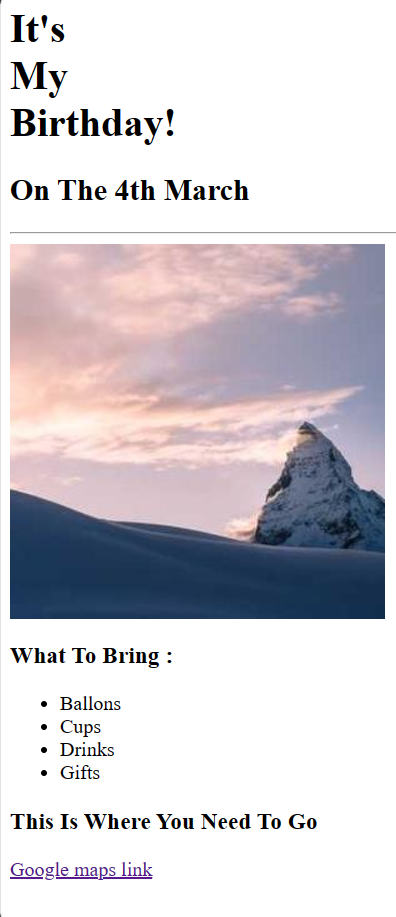 It's
My
Birthday!
On The 4th March
What To Bring :
Ballons
Cups
Drinks
Gifts
This Is Where You Need To Go
Google maps link